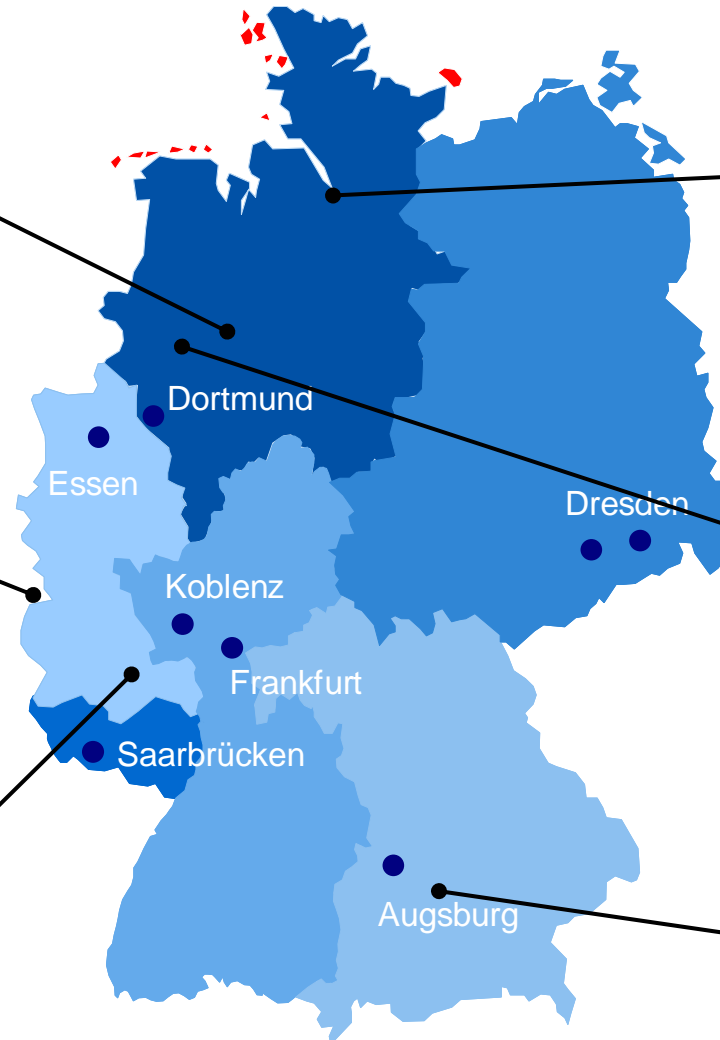 Dortmund
Essen
Dresden
Koblenz
Frankfurt
Saarbrücken
Augsburg